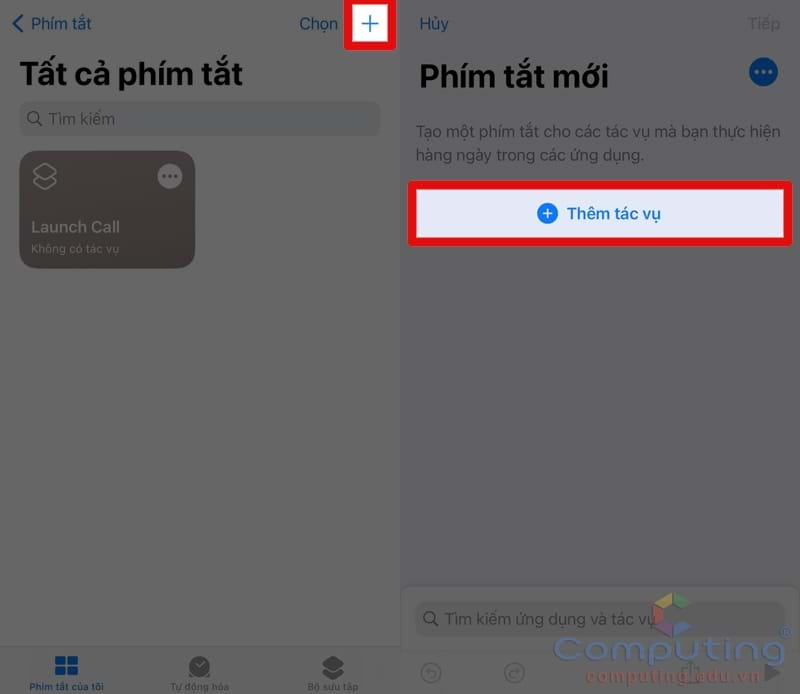 Phím tắt
Chọn
Tất cả phím tắt
Tìm kiếm
Launch Call
Không có tác vụ
Phím tắt của tôi
Tự động hóa
Bộ sưu tập
Hủy
Tiếp
Phím tắt mới
Tạo một phím tắt cho các tác vụ mà bạn thực hiện
hàng ngày trong các ứng dụng.
Thêm tác vụ
Tìm kiếm ứng dụng và tác vụ
Computing®
computing.edu.vn